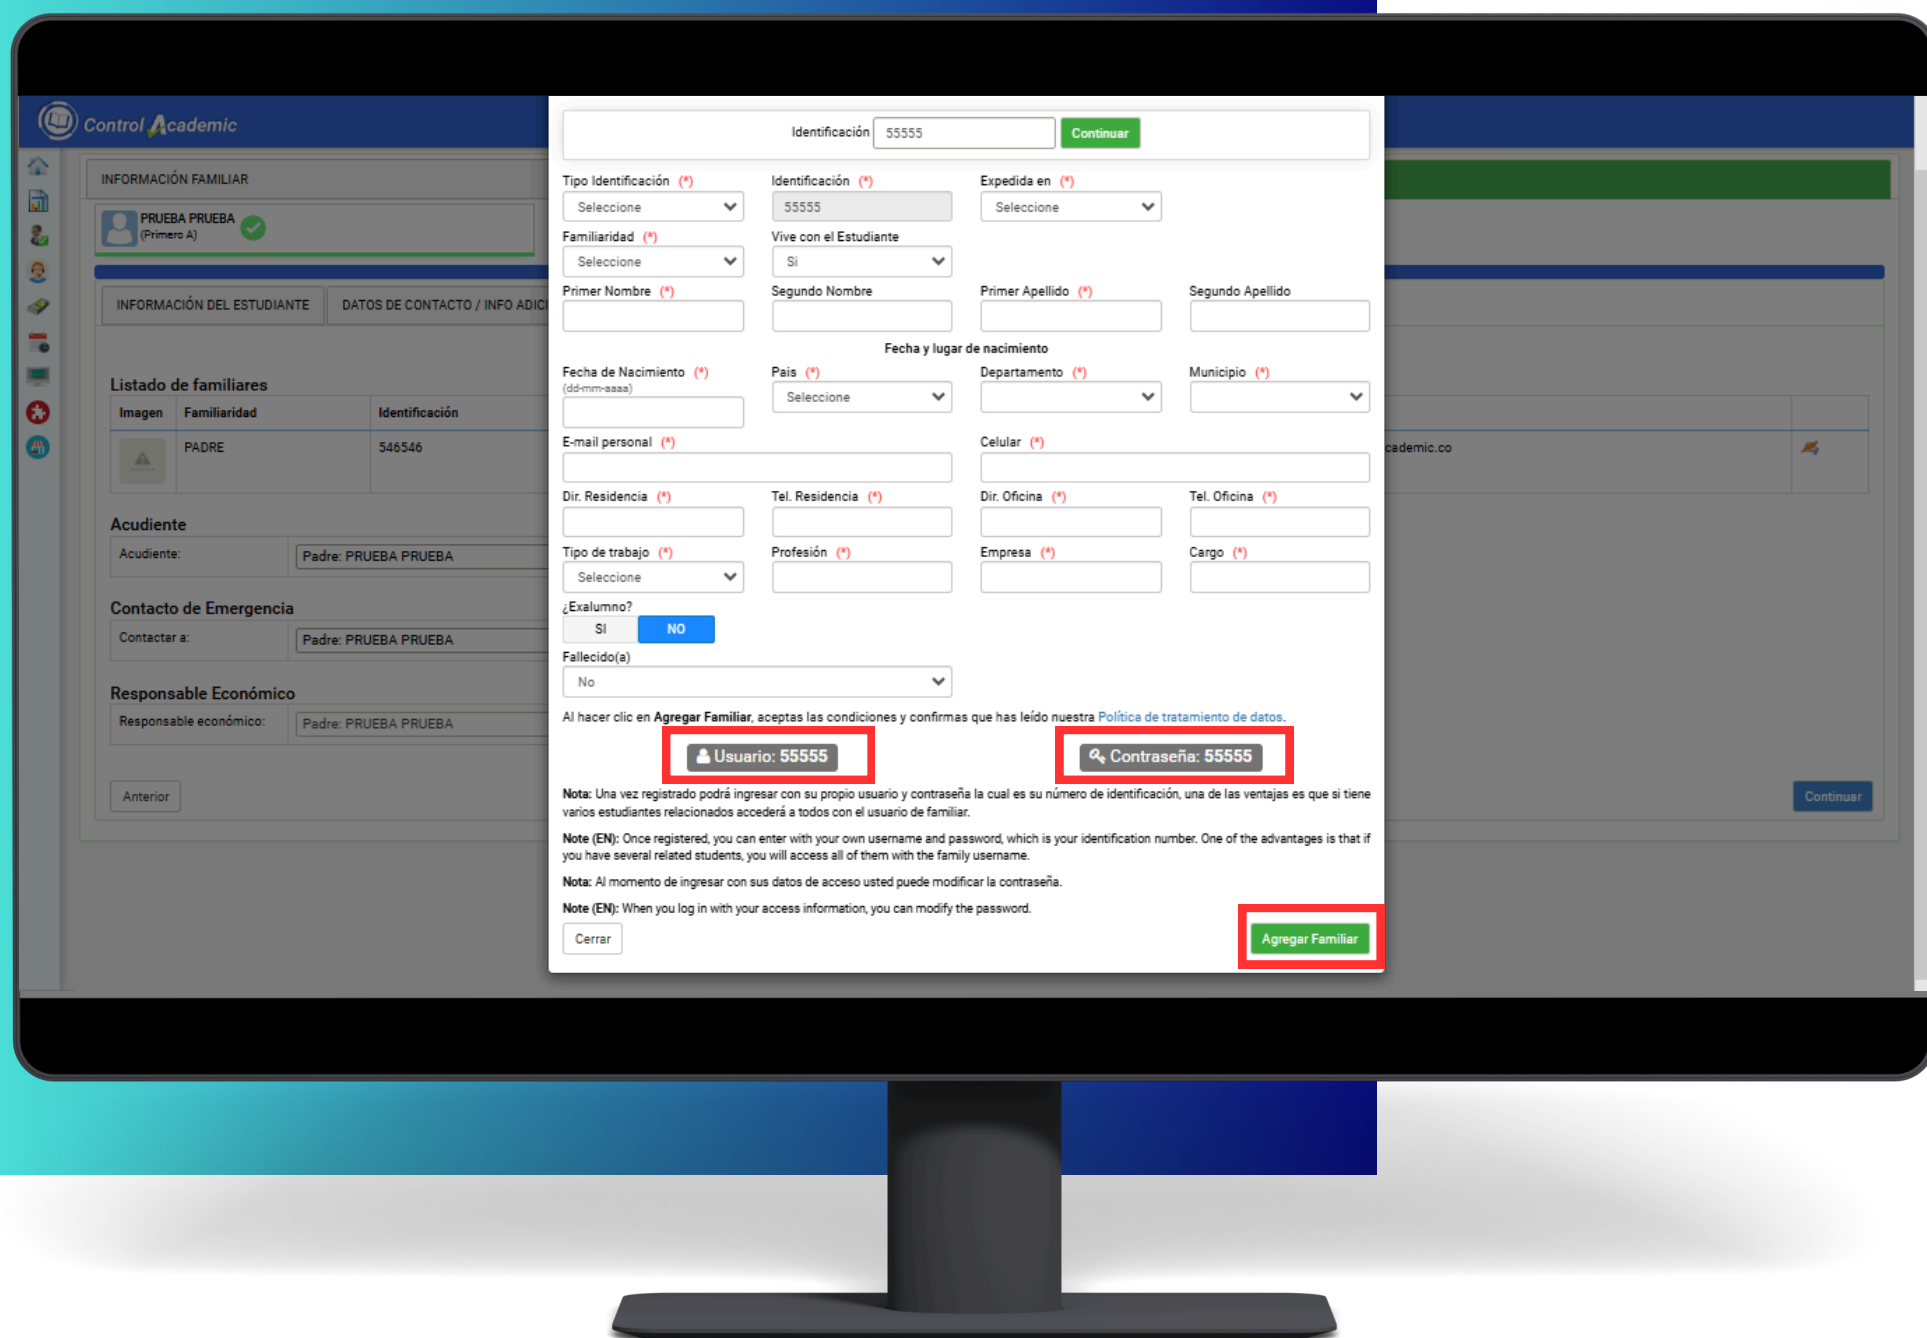 Control Academic
INFORMACIÓN FAMILIAR
PRUEBA PRUEBA
(Primero A)
INFORMACIÓN DEL ESTUDIANTE
DATOS DE CONTACTO / INFO ADICI
Listado de familiares
Imagen Familiaridad Identificación
PADRE 546546 cademic.co
Acudiente
Acudiente: Padre: PRUEBA PRUEBA
Contacto de Emergencia
Contactar a: Padre: PRUEBA PRUEBA
Responsable Económico
Responsable económico: Padre: PRUEBA PRUEBA
Anterior
Continuar
Identificación 55555 Continuar
Tipo Identificación (*) Identificación (*) Expedida en (*)
Seleccione 55555 Seleccione
Familiaridad (*) Vive con el Estudiante
Seleccione Si
Primer Nombre (*) Segundo Nombre Primer Apellido (*) Segundo Apellido
Fecha y lugar de nacimiento
Fecha de Nacimiento (*) Pais (*) Departamento (*) Municipio (*)
(dd-mm-aaaa)
Seleccione
E-mail personal (*) Celular (*)
Dir. Residencia (*) Tel. Residencia (*) Dir. Oficina (*) Tel. Oficina (*)
Tipo de trabajo (*) Profesión (*) Empresa (*) Cargo (*)
Seleccione
¿Exalumno?
SI NO
Fallecido(a)
No
Al hacer clic en Agregar Familiar, aceptas las condiciones y confirmas que has leído nuestra Política de tratamiento de datos.
Usuario: 55555 Contraseña: 55555
Nota: Una vez registrado podrá ingresar con su propio usuario y contraseña la cual es su número de identificación, una de las ventajas es que si tiene
varios estudiantes relacionados accederá a todos con el usuario de familiar.
Note (EN): Once registered, you can enter with your own username and password, which is your identification number. One of the advantages is that if
you have several related students, you will access all of them with the family username.
Nota: Al momento de ingresar con sus datos de acceso usted puede modificar la contraseña.
Note (EN): When you log in with your access information, you can modify the password.
Cerrar Agregar Familiar